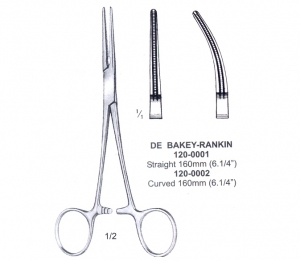 1/1
DE BAKEY-RANKIN
120-0001
Straight 160mm (6.1/4")
120-0002
Curved 160mm (6.1/4")
1/2